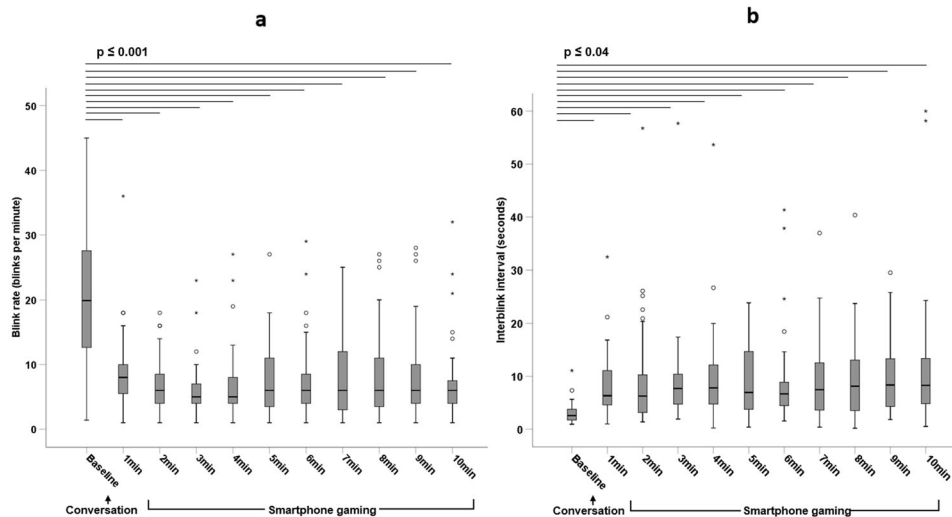 a
p ≤ 0.001
Blink rate (blinks per minute)
50
40
30
20
10
0
Baseline
1min
2min
3min
4min
5min
6min
7min
8min
9min
10min
Conversation
Smartphone gaming
b
p ≤ 0.04
Interblink interval (seconds)
60
50
40
30
20
10
0
Baseline
1min
2min
3min
4min
5min
6min
7min
8min
9min
10min
Conversation
Smartphone gaming